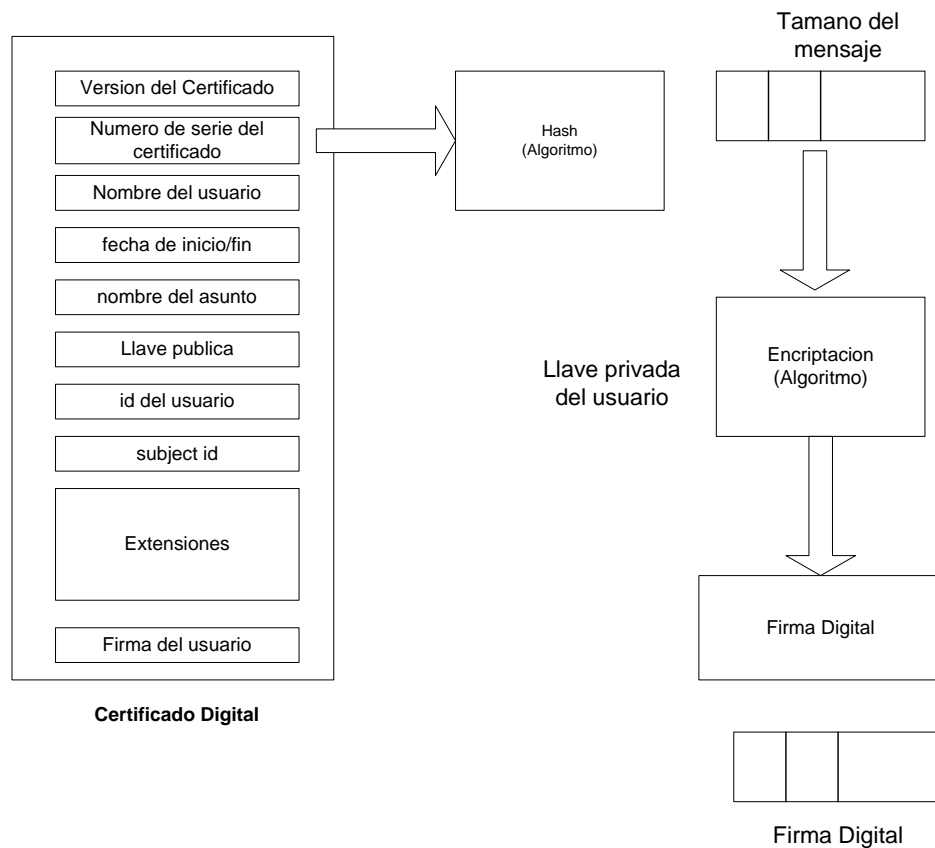 Version del Certificado
Numero de serie del
certificado
Nombre del usuario
fecha de inicio/fin
nombre del asunto
Llave publica
id del usuario
subject id
Extensiones
Firma del usuario
Certificado Digital
Hash
(Algoritmo)
Tamano del
mensaje
Llave privada
del usuario
Encriptacion
(Algoritmo)
Firma Digital
Firma Digital